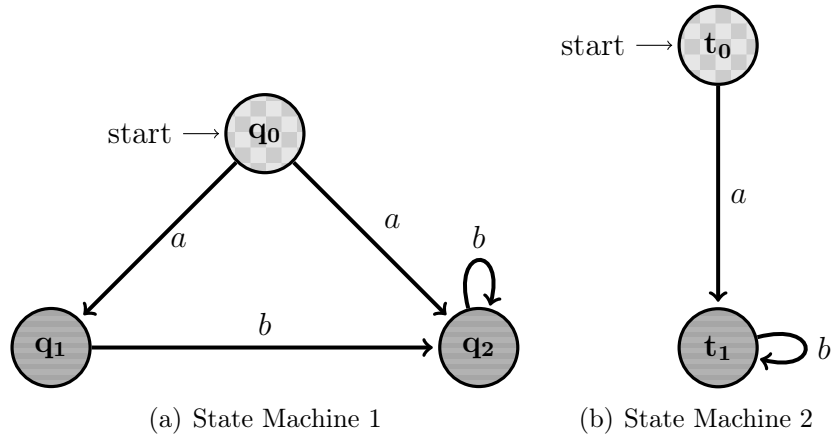 start
q₀
a
a
b
b
q₁
q₂
(a) State Machine 1
start
t₀
a
t₁
b
(b) State Machine 2